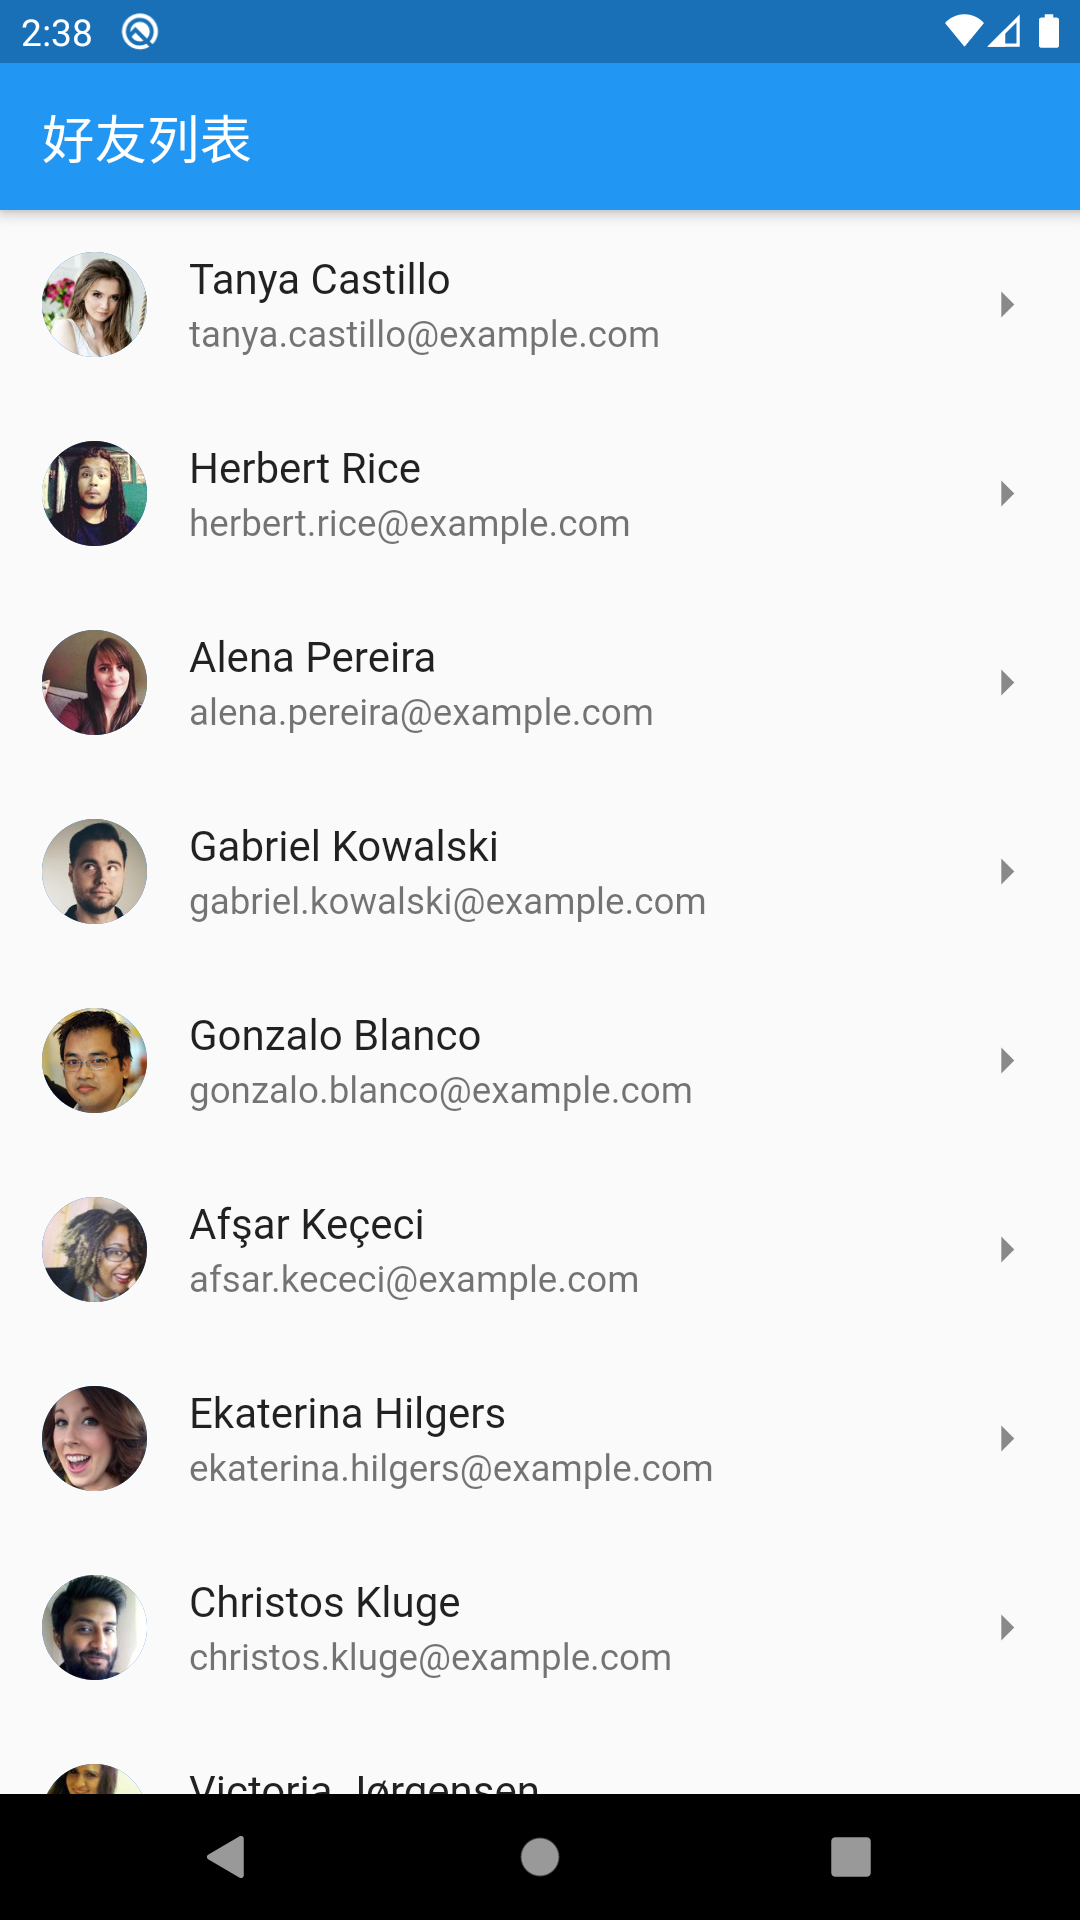 2:38
好友列表
Tanya Castillo
tanya.castillo@example.com
Herbert Rice
herbert.rice@example.com
Alena Pereira
alena.pereira@example.com
Gabriel Kowalski
gabriel.kowalski@example.com
Gonzalo Blanco
gonzalo.blanco@example.com
Afşar Keçeci
afsar.kececi@example.com
Ekaterina Hilgers
ekaterina.hilgers@example.com
Christos Kluge
christos.kluge@example.com
Victoria Jørgensen